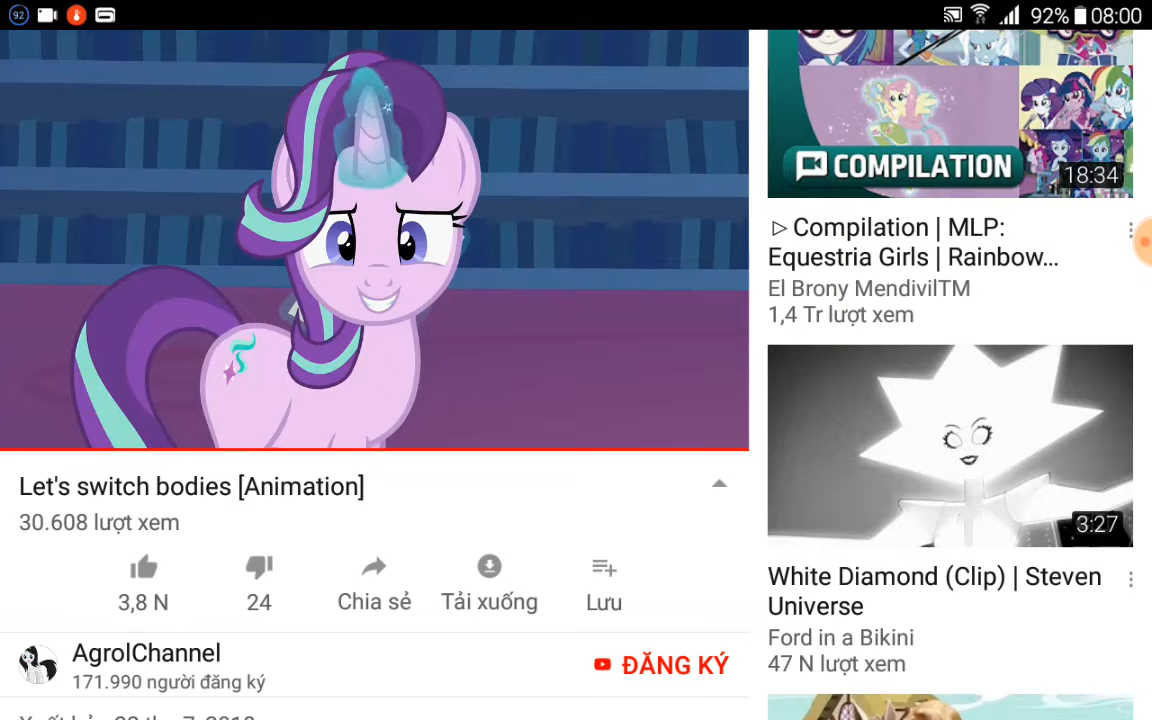 92
92% 08:00
COMPILATION
18:34
▷ Compilation | MLP:
Equestria Girls | Rainbow...
El Brony MendivilTM
1,4 Tr lượt xem
3:27
White Diamond (Clip) | Steven
Universe
Ford in a Bikini
47 N lượt xem
Let's switch bodies [Animation]
30.608 lượt xem
3,8 N
24
Chia sẻ
Tải xuống
Lưu
AgrolChannel
171.990 người đăng ký
ĐĂNG KÝ